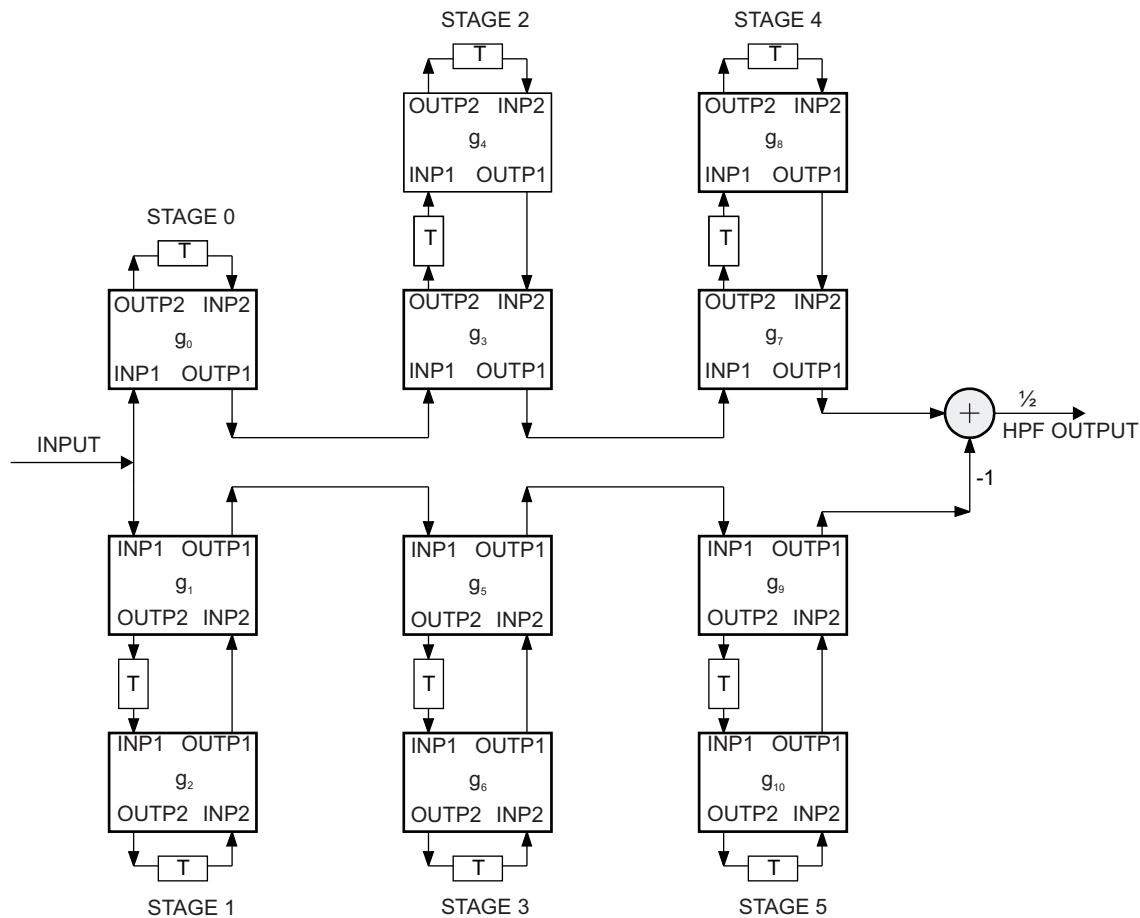 STAGE 2 STAGE 4
T T
OUTP2 INP2 OUTP2 INP2
g₄ g₈
INP1 OUTP1 INP1 OUTP1
STAGE 0
T T T
OUTP2 INP2 OUTP2 INP2 OUTP2 INP2
g₀ g₃ g₇
INP1 OUTP1 INP1 OUTP1 INP1 OUTP1
+ ½
HPF OUTPUT
INPUT
-1
INP1 OUTP1 INP1 OUTP1 INP1 OUTP1
g₁ g₅ g₉
OUTP2 INP2 OUTP2 INP2 OUTP2 INP2
T T T
INP1 OUTP1 INP1 OUTP1 INP1 OUTP1
g₂ g₆ g₁₀
OUTP2 INP2 OUTP2 INP2 OUTP2 INP2
T T T
STAGE 1 STAGE 3 STAGE 5